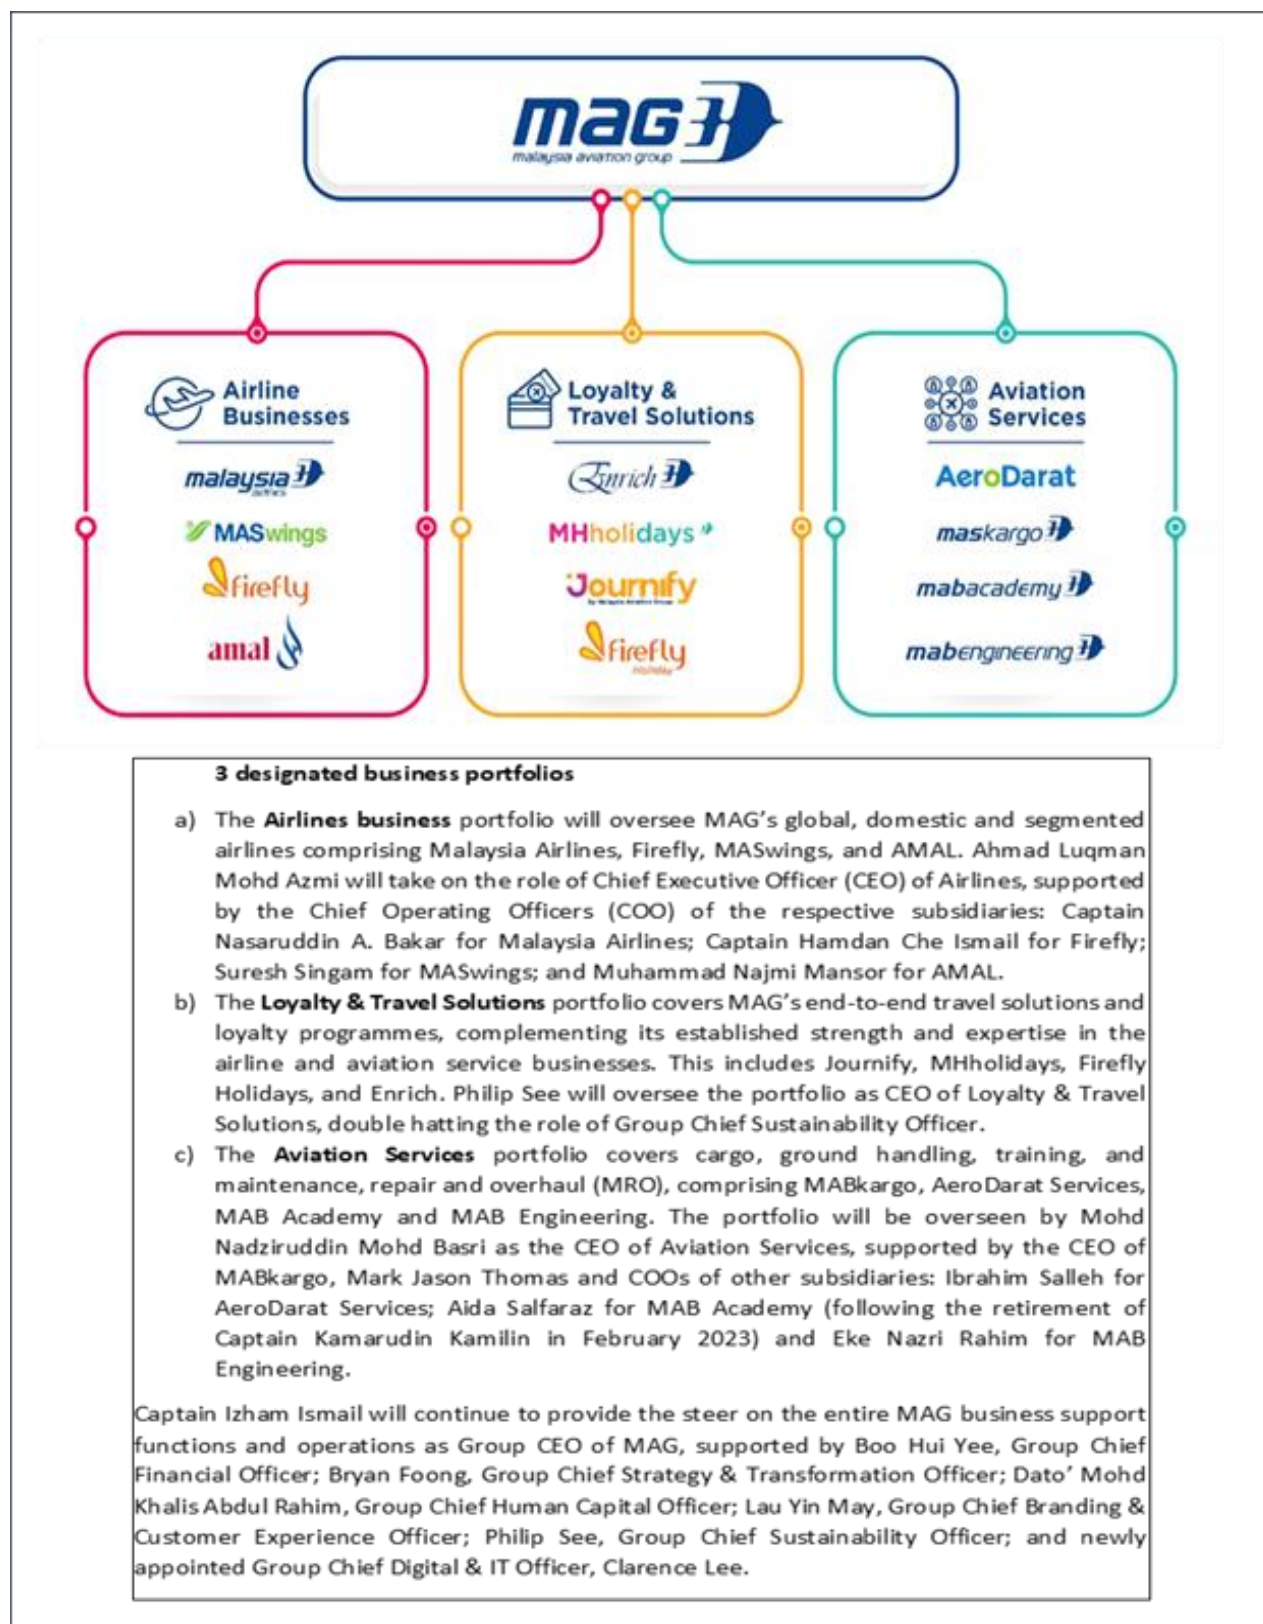 mag
malaysia aviation group
Airline
Businesses
malaysia
airlines
MASwings
firefly
amal
Loyalty &
Travel Solutions
Enrich
MHholidays
Journify
by Malaysia Aviation Group
firefly
Holiday
Aviation
Services
AeroDarat
maskargo
mabacademy
mabengineering
3 designated business portfolios
a) The Airlines business portfolio will oversee MAG's global, domestic and segmented
airlines comprising Malaysia Airlines, Firefly, MASwings, and AMAL. Ahmad Luqman
Mohd Azmi will take on the role of Chief Executive Officer (CEO) of Airlines, supported
by the Chief Operating Officers (COO) of the respective subsidiaries: Captain
Nasaruddin A. Bakar for Malaysia Airlines; Captain Hamdan Che Ismail for Firefly;
Suresh Singam for MASwings; and Muhammad Najmi Mansor for AMAL.
b) The Loyalty & Travel Solutions portfolio covers MAG's end-to-end travel solutions and
loyalty programmes, complementing its established strength and expertise in the
airline and aviation service businesses. This includes Journify, MHholidays, Firefly
Holidays, and Enrich. Philip See will oversee the portfolio as CEO of Loyalty & Travel
Solutions, double hatting the role of Group Chief Sustainability Officer.
c) The Aviation Services portfolio covers cargo, ground handling, training, and
maintenance, repair and overhaul (MRO), comprising MABkargo, AeroDarat Services,
MAB Academy and MAB Engineering. The portfolio will be overseen by Mohd
Nadziruddin Mohd Basri as the CEO of Aviation Services, supported by the CEO of
MABkargo, Mark Jason Thomas and COOs of other subsidiaries: Ibrahim Salleh for
AeroDarat Services; Aida Salfaraz for MAB Academy (following the retirement of
Captain Kamarudin Kamilin in February 2023) and Eke Nazri Rahim for MAB
Engineering.
Captain Izham Ismail will continue to provide the steer on the entire MAG business support
functions and operations as Group CEO of MAG, supported by Boo Hui Yee, Group Chief
Financial Officer; Bryan Foong, Group Chief Strategy & Transformation Officer; Dato' Mohd
Khalis Abdul Rahim, Group Chief Human Capital Officer; Lau Yin May, Group Chief Branding &
Customer Experience Officer; Philip See, Group Chief Sustainability Officer; and newly
appointed Group Chief Digital & IT Officer, Clarence Lee.